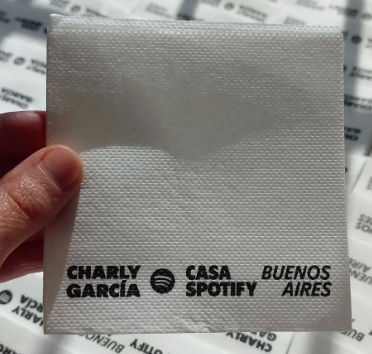 CHARLY GARCÍA
CASA SPOTIFY
BUENOS AIRES